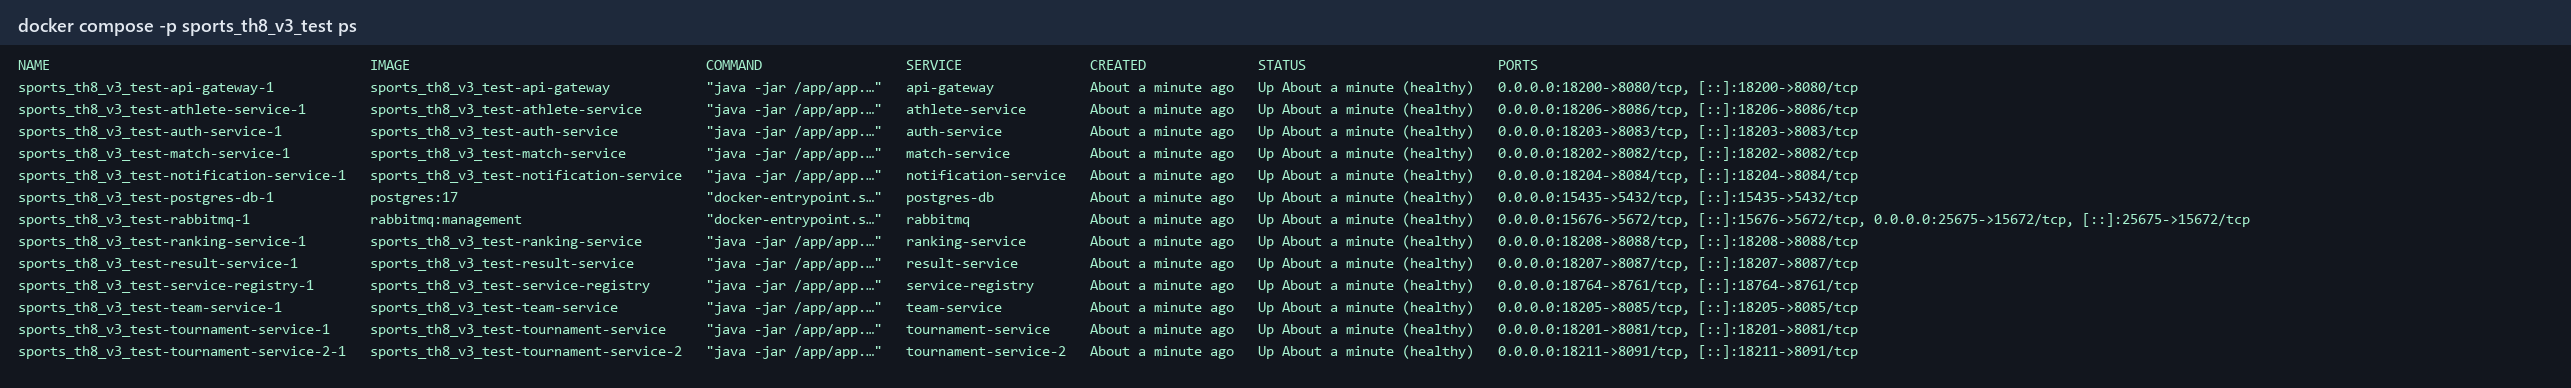 docker compose -p sports_th8_v3_test ps
NAME IMAGE COMMAND SERVICE CREATED STATUS PORTS
sports_th8_v3_test-api-gateway-1 sports_th8_v3_test-api-gateway "java -jar /app/app.…" api-gateway About a minute ago Up About a minute (healthy) 0.0.0.0:18200->8080/tcp, [::]:18200->8080/tcp
sports_th8_v3_test-athlete-service-1 sports_th8_v3_test-athlete-service "java -jar /app/app.…" athlete-service About a minute ago Up About a minute (healthy) 0.0.0.0:18206->8086/tcp, [::]:18206->8086/tcp
sports_th8_v3_test-auth-service-1 sports_th8_v3_test-auth-service "java -jar /app/app.…" auth-service About a minute ago Up About a minute (healthy) 0.0.0.0:18203->8083/tcp, [::]:18203->8083/tcp
sports_th8_v3_test-match-service-1 sports_th8_v3_test-match-service "java -jar /app/app.…" match-service About a minute ago Up About a minute (healthy) 0.0.0.0:18202->8082/tcp, [::]:18202->8082/tcp
sports_th8_v3_test-notification-service-1 sports_th8_v3_test-notification-service "java -jar /app/app.…" notification-service About a minute ago Up About a minute (healthy) 0.0.0.0:18204->8084/tcp, [::]:18204->8084/tcp
sports_th8_v3_test-postgres-db-1 postgres:17 "docker-entrypoint.s…" postgres-db About a minute ago Up About a minute (healthy) 0.0.0.0:15435->5432/tcp, [::]:15435->5432/tcp
sports_th8_v3_test-rabbitmq-1 rabbitmq:management "docker-entrypoint.s…" rabbitmq About a minute ago Up About a minute (healthy) 0.0.0.0:15676->5672/tcp, [::]:15676->5672/tcp, 0.0.0.0:25675->15672/tcp, [::]:25675->15672/tcp
sports_th8_v3_test-ranking-service-1 sports_th8_v3_test-ranking-service "java -jar /app/app.…" ranking-service About a minute ago Up About a minute (healthy) 0.0.0.0:18208->8088/tcp, [::]:18208->8088/tcp
sports_th8_v3_test-result-service-1 sports_th8_v3_test-result-service "java -jar /app/app.…" result-service About a minute ago Up About a minute (healthy) 0.0.0.0:18207->8087/tcp, [::]:18207->8087/tcp
sports_th8_v3_test-service-registry-1 sports_th8_v3_test-service-registry "java -jar /app/app.…" service-registry About a minute ago Up About a minute (healthy) 0.0.0.0:18764->8761/tcp, [::]:18764->8761/tcp
sports_th8_v3_test-team-service-1 sports_th8_v3_test-team-service "java -jar /app/app.…" team-service About a minute ago Up About a minute (healthy) 0.0.0.0:18205->8085/tcp, [::]:18205->8085/tcp
sports_th8_v3_test-tournament-service-1 sports_th8_v3_test-tournament-service "java -jar /app/app.…" tournament-service About a minute ago Up About a minute (healthy) 0.0.0.0:18201->8081/tcp, [::]:18201->8081/tcp
sports_th8_v3_test-tournament-service-2-1 sports_th8_v3_test-tournament-service-2 "java -jar /app/app.…" tournament-service-2 About a minute ago Up About a minute (healthy) 0.0.0.0:18211->8091/tcp, [::]:18211->8091/tcp